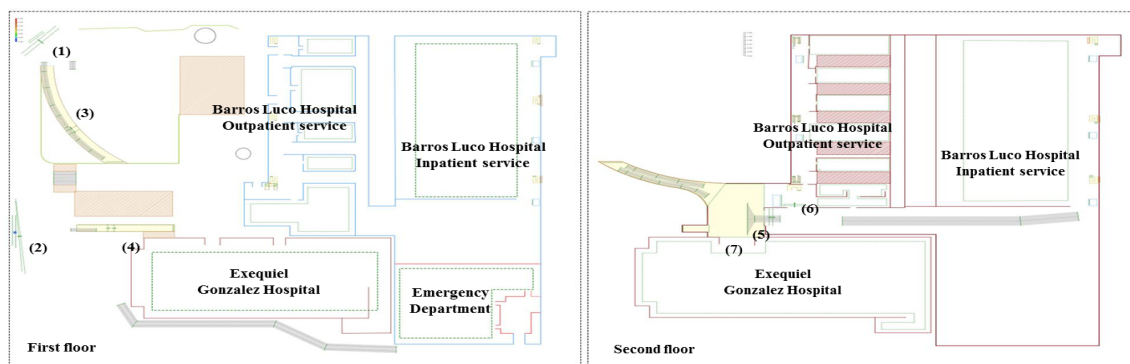 (1)
(3)
Barros Luco Hospital
Outpatient service
Barros Luco Hospital
Inpatient service
(2)
(4)
Exequiel
Gonzalez Hospital
Emergency
Department
First floor
Barros Luco Hospital
Outpatient service
Barros Luco Hospital
Inpatient service
(6)
(5)
(7)
Exequiel
Gonzalez Hospital
Second floor